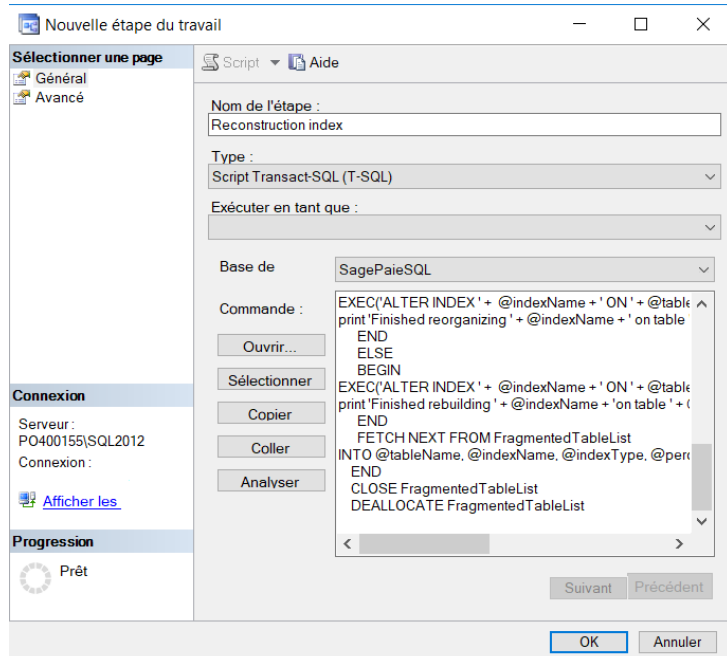 Nouvelle étape du travail
Sélectionner une page
Général
Avancé
Script
Aide
Nom de l'étape :
Reconstruction index
Type :
Script Transact-SQL (T-SQL)
Exécuter en tant que :
Base de
SagePaieSQL
Commande :
Ouvrir...
Sélectionner
Copier
Coller
Analyser
EXEC('ALTER INDEX ' + @indexName + ' ON ' + @table
print 'Finished reorganizing ' + @indexName + ' on table '
END
ELSE
BEGIN
EXEC('ALTER INDEX ' + @indexName + ' ON ' + @table
print 'Finished rebuilding ' + @indexName + 'on table ' +
END
FETCH NEXT FROM FragmentedTableList
INTO @tableName, @indexName, @indexType, @perc
END
CLOSE FragmentedTableList
DEALLOCATE FragmentedTableList
Connexion
Serveur :
PO400155\SQL2012
Connexion :
Afficher les
Progression
Prêt
Suivant
Précédent
OK
Annuler